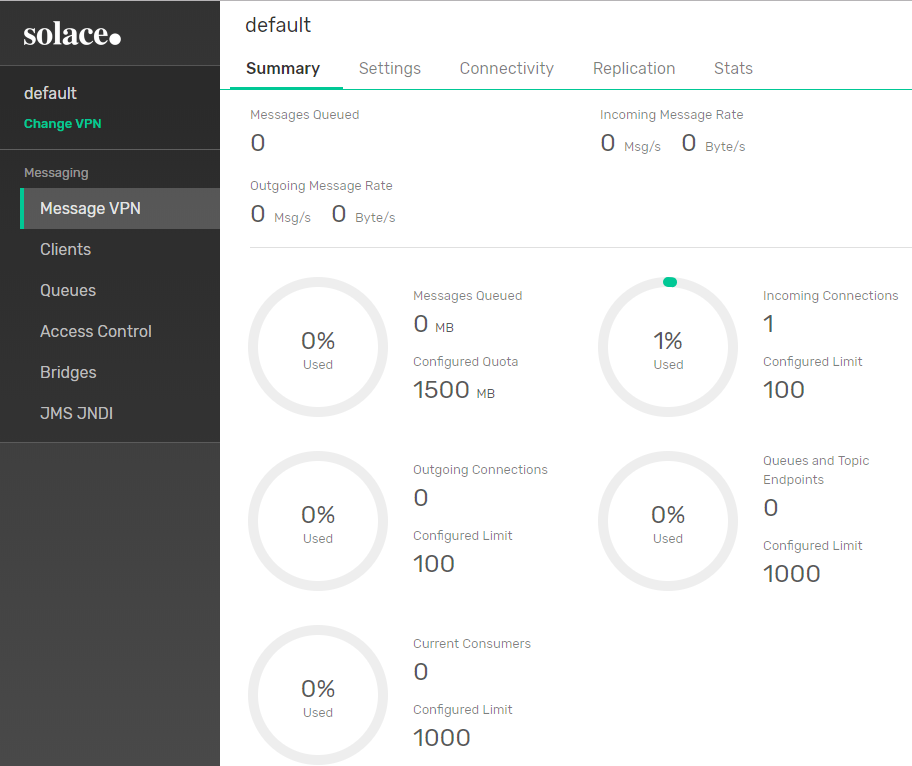 solace.
default
Change VPN
Messaging
Message VPN
Clients
Queues
Access Control
Bridges
JMS JNDI
default
Summary Settings Connectivity Replication Stats
Messages Queued
0
Incoming Message Rate
0 Msg/s 0 Byte/s
Outgoing Message Rate
0 Msg/s 0 Byte/s
0%
Used
Messages Queued
0 MB
Configured Quota
1500 MB
1%
Used
Incoming Connections
1
Configured Limit
100
0%
Used
Outgoing Connections
0
Configured Limit
100
0%
Used
Queues and Topic
Endpoints
0
Configured Limit
1000
0%
Used
Current Consumers
0
Configured Limit
1000